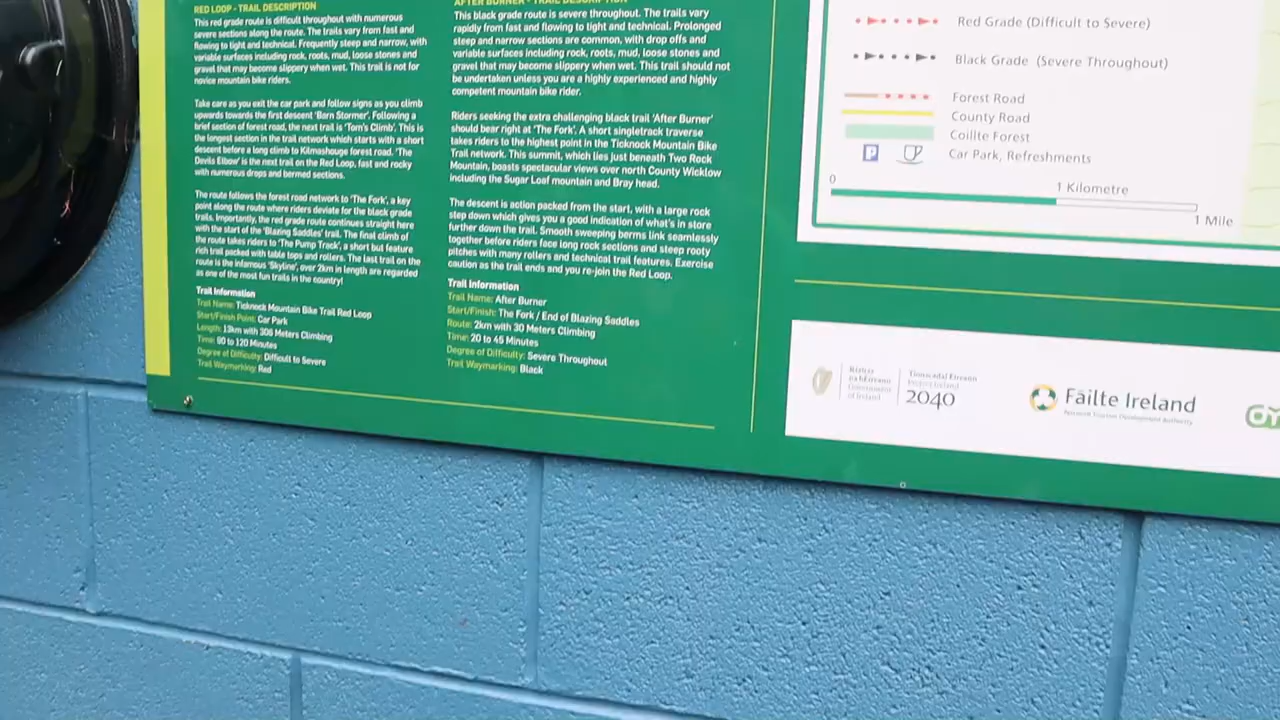 RED LOOP - TRAIL DESCRIPTION
This red grade route is difficult throughout with numerous
severe sections along the route. The trails vary from fast and
flowing to tight and technical. Frequently steep and narrow, with
variable surfaces including rock, roots, mud, loose stones and
gravel that may become slippery when wet. This trail is not for
novice mountain bike riders.
Take care as you exit the car park and follow signs as you climb
upwards towards the first descent 'Barn Stormer'. Following a
brief section of forest road, the next trail is 'Tom's Climb'. This is
the longest section in the trail network which starts with a short
descent before a long climb to Kilmashouge forest road. 'The
Devils Elbow' is the next trail on the Red Loop, fast and rocky
with numerous drops and bermed sections.
The route follows the forest road network to 'The Fork', a key
point along the route where riders deviate for the black grade
trails. Importantly, the red grade route continues straight here
with the start of the 'Blazing Saddles' trail. The final climb of
the route takes riders to 'The Pump Track', a short but feature
rich trail packed with table tops and rollers. The last trail on the
route is the infamous 'Skyline', over 2km in length are regarded
as one of the most fun trails in the country!
Trail Information
Trail Name: Ticknock Mountain Bike Trail Red Loop
Start/Finish Point: Car Park
Length: 13km with 306 Meters Climbing
Time: 90 to 120 Minutes
Degree of Difficulty: Difficult to Severe
Trail Waymarking: Red
AFTER BURNER - TRAIL DESCRIPTION
This black grade route is severe throughout. The trails vary
rapidly from fast and flowing to tight and technical. Prolonged
steep and narrow sections are common, with drop offs and
variable surfaces including rock, roots, mud, loose stones and
gravel that may become slippery when wet. This trail should not
be undertaken unless you are a highly experienced and highly
competent mountain bike rider.
Riders seeking the extra challenging black trail 'After Burner'
should bear right at 'The Fork'. A short singletrack traverse
takes riders to the highest point in the Ticknock Mountain Bike
Trail network. This summit, which lies just beneath Two Rock
Mountain, boasts spectacular views over north County Wicklow
including the Sugar Loaf mountain and Bray head.
The descent is action packed from the start, with a large rock
step down which gives you a good indication of what's in store
further down the trail. Smooth sweeping berms link seamlessly
together before riders face long rock sections and steep rooty
pitches with many rollers and technical trail features. Exercise
caution as the trail ends and you re-join the Red Loop.
Trail Information
Trail Name: After Burner
Start/Finish: The Fork / End of Blazing Saddles
Route: 2km with 30 Meters Climbing
Time: 20 to 45 Minutes
Degree of Difficulty: Severe Throughout
Trail Waymarking: Black
Red Grade (Difficult to Severe)
Black Grade (Severe Throughout)
Forest Road
County Road
Coillte Forest
P
Car Park, Refreshments
0
1 Kilometre
1 Mile
Rialtas
na hÉireann
Government
of Ireland
Tionscadal Éireann
Project Ireland
2040
Fáilte Ireland
National Tourism Development Authority